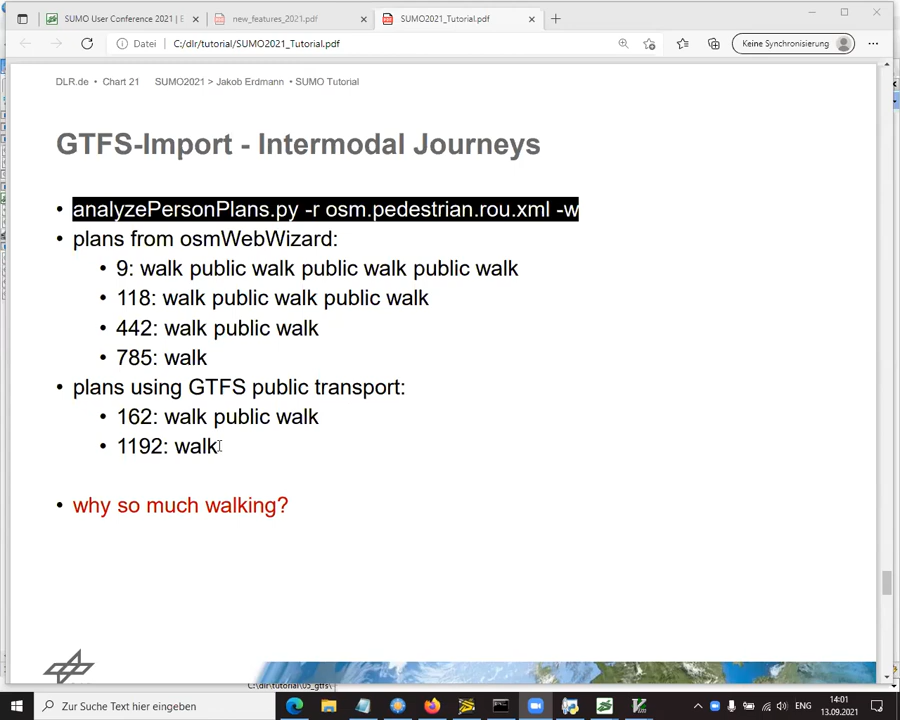 SUMO User Conference 2021 | E
new_features_2021.pdf
SUMO2021_Tutorial.pdf
Datei
C:/dlr/tutorial/SUMO2021_Tutorial.pdf
Keine Synchronisierung
DLR.de • Chart 21 SUMO2021 > Jakob Erdmann • SUMO Tutorial
GTFS-Import - Intermodal Journeys
• analyzePersonPlans.py -r osm.pedestrian.rou.xml -w
• plans from osmWebWizard:
• 9: walk public walk public walk public walk
• 118: walk public walk public walk
• 442: walk public walk
• 785: walk
• plans using GTFS public transport:
• 162: walk public walk
• 1192: walk
• why so much walking?
DLR
C:\dlr\tutorial\05_gtfs\
Zur Suche Text hier eingeben
ENG
14:01
13.09.2021